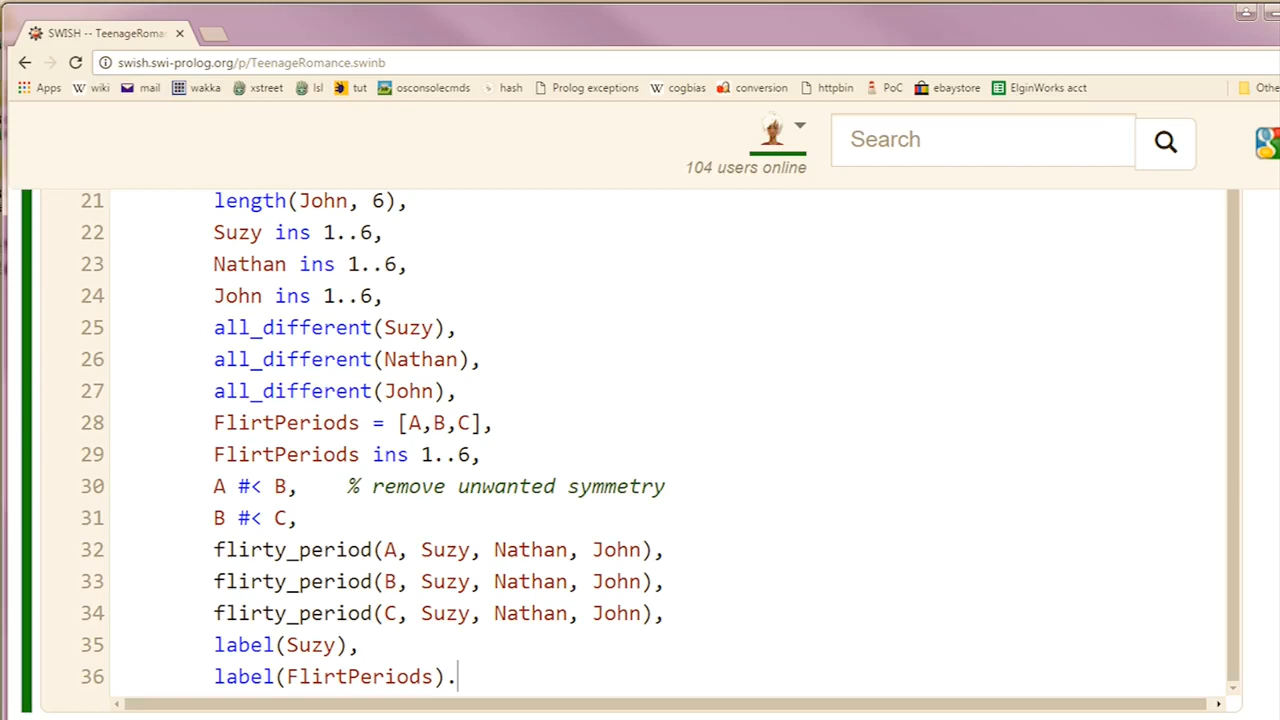 SWISH -- TeenageRoma
swish.swi-prolog.org/p/TeenageRomance.swinb
Apps wiki mail wakka xstreet lsl tut osconsolecmds hash Prolog exceptions cogbias conversion httpbin PoC ebaystore ElginWorks acct Othe
Search
104 users online
21 length(John, 6),
22 Suzy ins 1..6,
23 Nathan ins 1..6,
24 John ins 1..6,
25 all_different(Suzy),
26 all_different(Nathan),
27 all_different(John),
28 FlirtPeriods = [A,B,C],
29 FlirtPeriods ins 1..6,
30 A #< B, % remove unwanted symmetry
31 B #< C,
32 flirty_period(A, Suzy, Nathan, John),
33 flirty_period(B, Suzy, Nathan, John),
34 flirty_period(C, Suzy, Nathan, John),
35 label(Suzy),
36 label(FlirtPeriods).